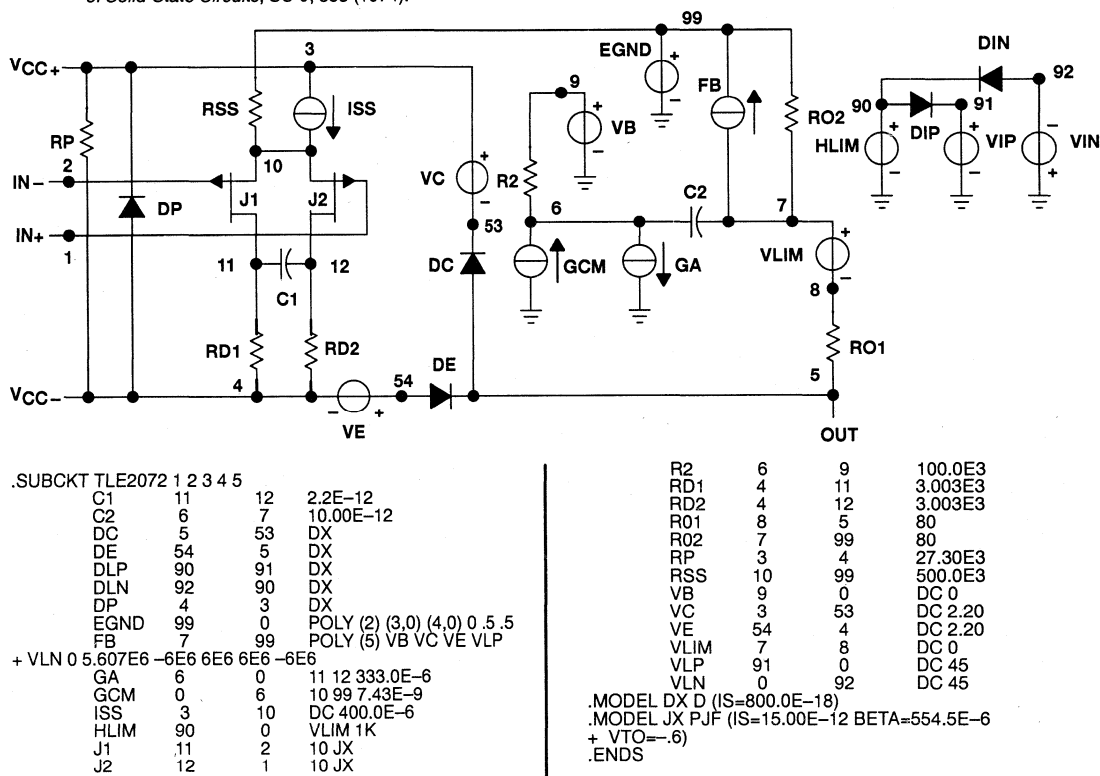 of Solid-State Circuits, SC-9, 353 (1974).
99
3
DIN
EGND
VCC+
92
9
FB
RSS
ISS
90
91
RP
VB
RO2
DIP
HLIM
VIP
VIN
2
10
IN−
VC
R2
C2
J1
J2
6
7
DP
53
IN+
1
VLIM
11
12
DC
GCM
GA
C1
8
RD1
RD2
RO1
DE
5
4
54
VCC−
VE
OUT
.SUBCKT TLE2072 1 2 3 4 5
C1 11 12 2.2E−12
C2 6 7 10.00E−12
DC 5 53 DX
DE 54 5 DX
DLP 90 91 DX
DLN 92 90 DX
DP 4 3 DX
EGND 99 0 POLY (2) (3,0) (4,0) 0 .5 .5
FB 7 99 POLY (5) VB VC VE VLP
+ VLN 0 5.607E6 −6E6 6E6 6E6 −6E6
GA 6 0 11 12 333.0E−6
GCM 0 6 10 99 7.43E−9
ISS 3 10 DC 400.0E−6
HLIM 90 0 VLIM 1K
J1 11 2 10 JX
J2 12 1 10 JX
R2 6 9 100.0E3
RD1 4 11 3.003E3
RD2 4 12 3.003E3
R01 8 5 80
R02 7 99 80
RP 3 4 27.30E3
RSS 10 99 500.0E3
VB 9 0 DC 0
VC 3 53 DC 2.20
VE 54 4 DC 2.20
VLIM 7 8 DC 0
VLP 91 0 DC 45
VLN 0 92 DC 45
.MODEL DX D (IS=800.0E−18)
.MODEL JX PJF (IS=15.00E−12 BETA=554.5E−6
+ VTO=−.6)
.ENDS